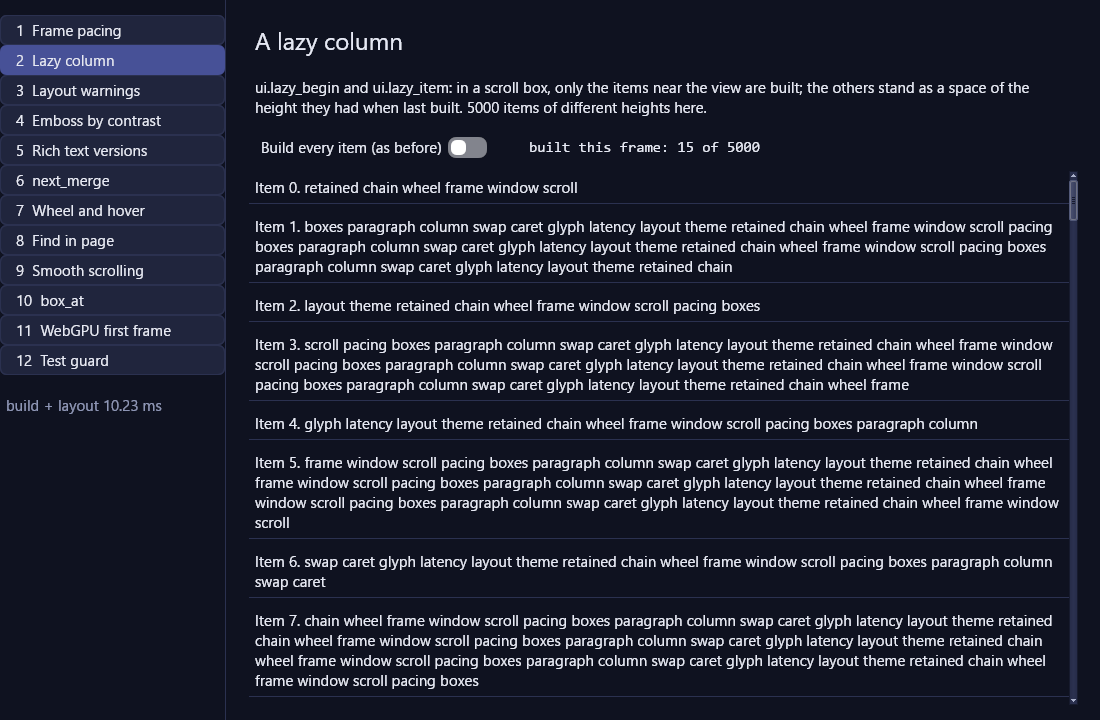 1 Frame pacing
2 Lazy column
3 Layout warnings
4 Emboss by contrast
5 Rich text versions
6 next_merge
7 Wheel and hover
8 Find in page
9 Smooth scrolling
10 box_at
11 WebGPU first frame
12 Test guard
build + layout 10.23 ms
A lazy column
ui.lazy_begin and ui.lazy_item: in a scroll box, only the items near the view are built; the others stand as a space of the
height they had when last built. 5000 items of different heights here.
Build every item (as before)
built this frame: 15 of 5000
Item 0. retained chain wheel frame window scroll
Item 1. boxes paragraph column swap caret glyph latency layout theme retained chain wheel frame window scroll pacing
boxes paragraph column swap caret glyph latency layout theme retained chain wheel frame window scroll pacing boxes
paragraph column swap caret glyph latency layout theme retained chain
Item 2. layout theme retained chain wheel frame window scroll pacing boxes
Item 3. scroll pacing boxes paragraph column swap caret glyph latency layout theme retained chain wheel frame window
scroll pacing boxes paragraph column swap caret glyph latency layout theme retained chain wheel frame window scroll
pacing boxes paragraph column swap caret glyph latency layout theme retained chain wheel frame
Item 4. glyph latency layout theme retained chain wheel frame window scroll pacing boxes paragraph column
Item 5. frame window scroll pacing boxes paragraph column swap caret glyph latency layout theme retained chain wheel
frame window scroll pacing boxes paragraph column swap caret glyph latency layout theme retained chain wheel frame
window scroll pacing boxes paragraph column swap caret glyph latency layout theme retained chain wheel frame window
scroll
Item 6. swap caret glyph latency layout theme retained chain wheel frame window scroll pacing boxes paragraph column
swap caret
Item 7. chain wheel frame window scroll pacing boxes paragraph column swap caret glyph latency layout theme retained
chain wheel frame window scroll pacing boxes paragraph column swap caret glyph latency layout theme retained chain
wheel frame window scroll pacing boxes paragraph column swap caret glyph latency layout theme retained chain wheel
frame window scroll pacing boxes